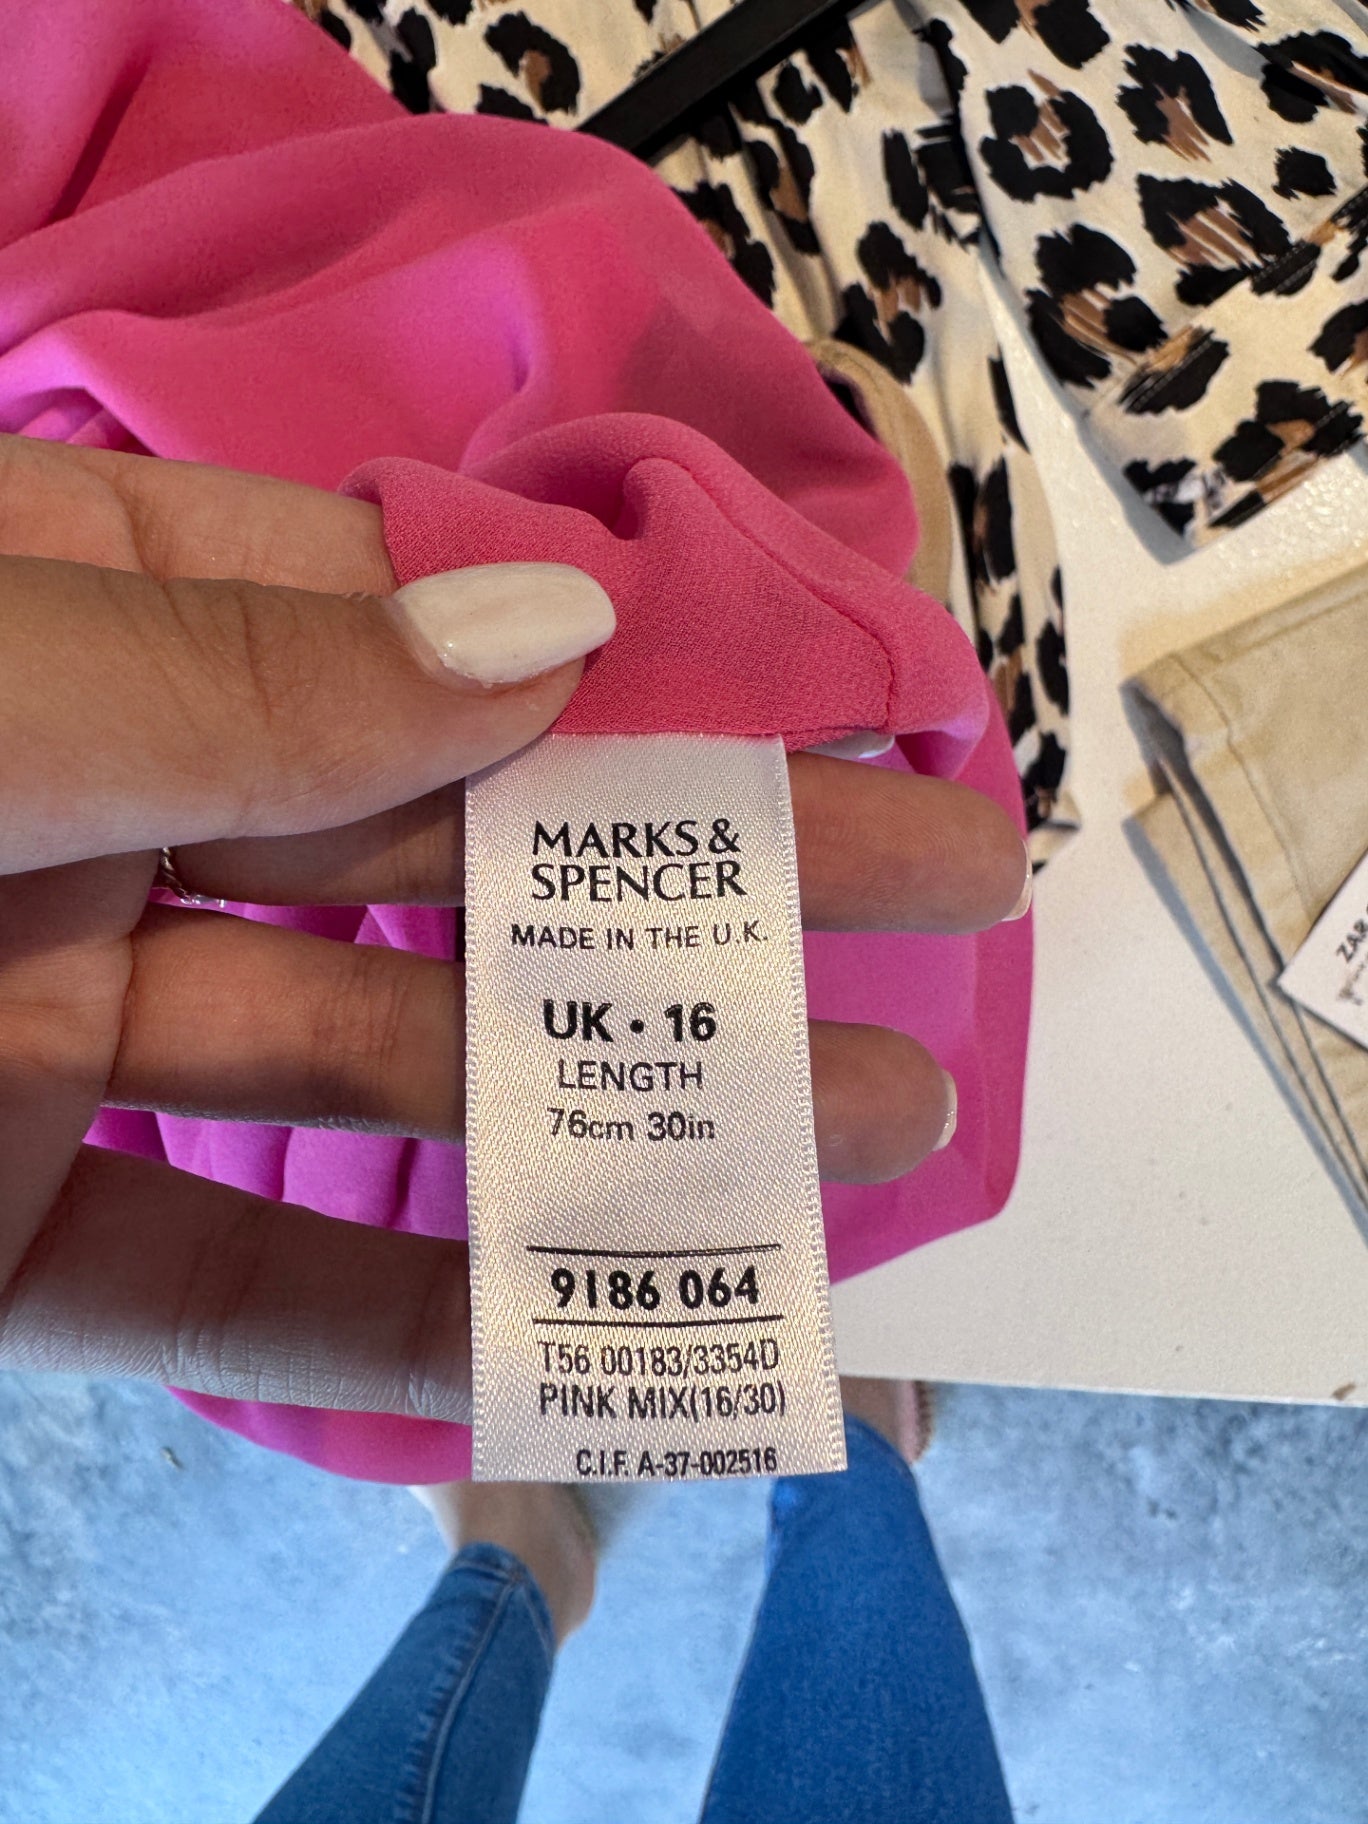 MARKS &
SPENCER
MADE IN THE U.K.
UK • 16
LENGTH
76cm 30in
9186 064
T56 00183/3354D
PINK MIX(16/30)
C.I.F. A-37-002516
ZAR